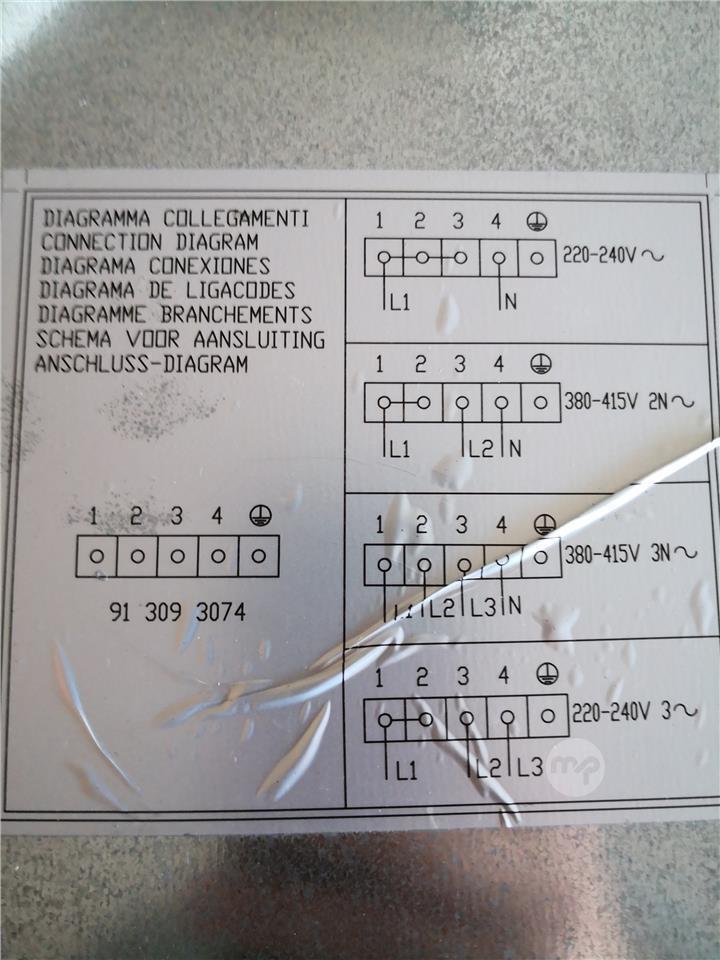 DIAGRAMMA COLLEGAMENTI
CONNECTION DIAGRAM
DIAGRAMA CONEXIONES
DIAGRAMA DE LIGACODES
DIAGRAMME BRANCHEMENTS
SCHEMA VOOR AANSLUITING
ANSCHLUSS-DIAGRAM
1 2 3 4
91 309 3074
1 2 3 4
220-240V ~
L1 N
1 2 3 4
380-415V 2N ~
L1 L2 N
1 2 3 4
380-415V 3N ~
L1 L2 L3 N
1 2 3 4
220-240V 3 ~
L1 L2 L3
mp